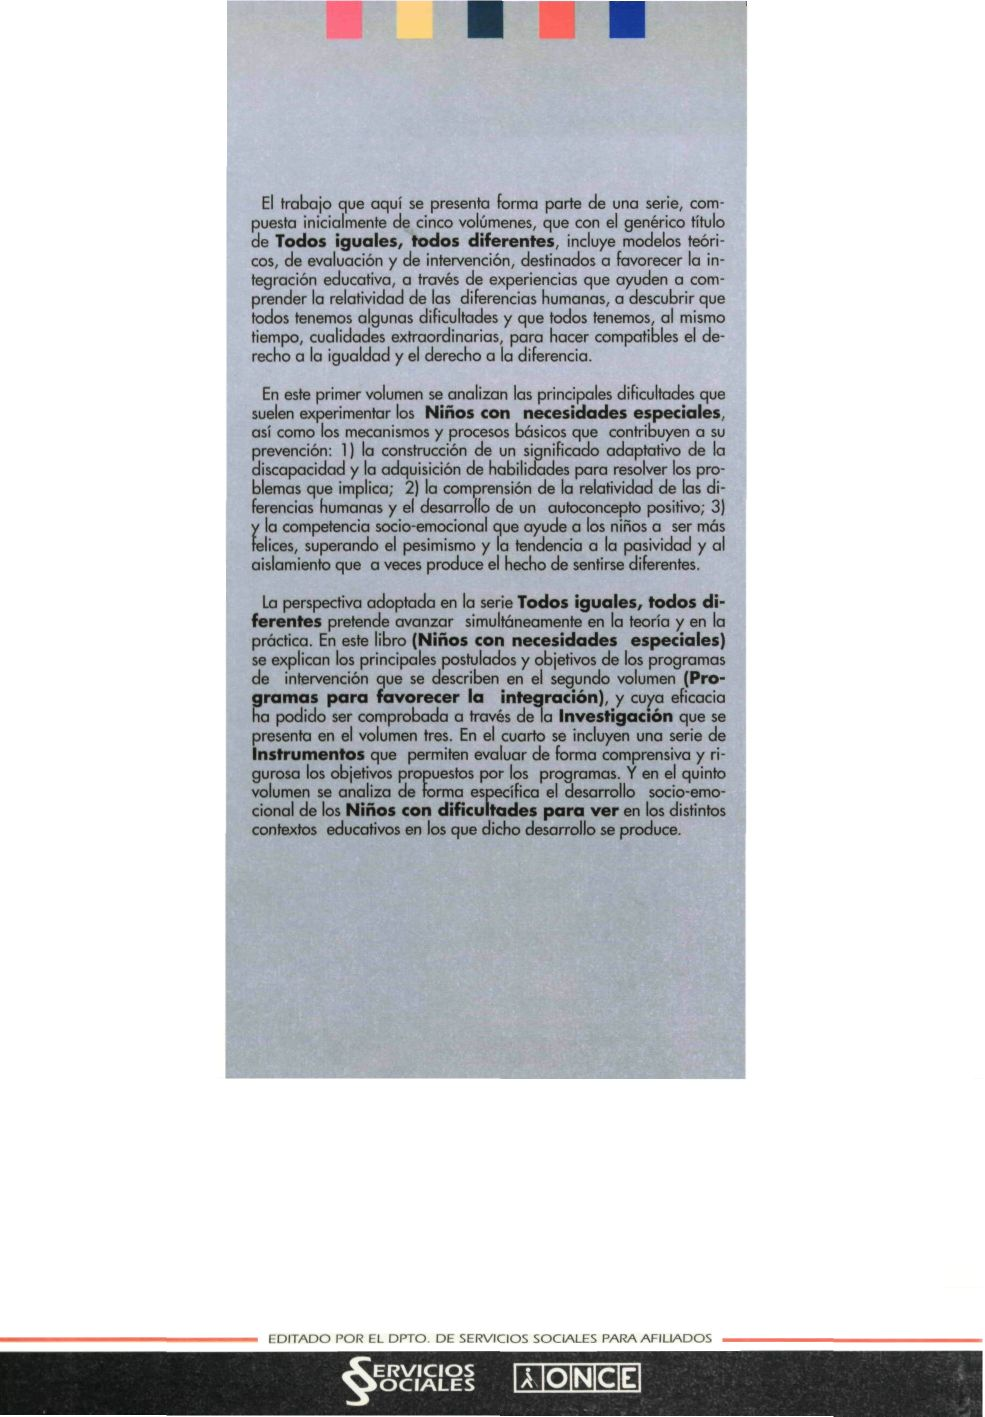 El trabajo que aquí se presenta forma parte de una serie, com-
puesta inicialmente de cinco volúmenes, que con el genérico título
de Todos iguales, todos diferentes, incluye modelos teóri-
cos, de evaluación y de intervención, destinados a favorecer la in-
tegración educativa, a través de experiencias que ayuden a com-
prender la relatividad de las diferencias humanas, a descubrir que
todos tenemos algunas dificultades y que todos tenemos, al mismo
tiempo, cualidades extraordinarias, para hacer compatibles el de-
recho a la igualdad y el derecho a la diferencia.
En este primer volumen se analizan las principales dificultades que
suelen experimentar los Niños con necesidades especiales,
así como los mecanismos y procesos básicos que contribuyen a su
prevención: 1) la construcción de un significado adaptativo de la
discapacidad y la adquisición de habilidades para resolver los pro-
blemas que implica; 2) la comprensión de la relatividad de las di-
ferencias humanas y el desarrollo de un autoconcepto positivo; 3)
y la competencia socio-emocional que ayude a los niños a ser más
felices, superando el pesimismo y la tendencia a la pasividad y al
aislamiento que a veces produce el hecho de sentirse diferentes.
La perspectiva adoptada en la serie Todos iguales, todos di-
ferentes pretende avanzar simultáneamente en la teoría y en la
práctica. En este libro (Niños con necesidades especiales)
se explican los principales postulados y objetivos de los programas
de intervención que se describen en el segundo volumen (Pro-
gramas para favorecer la integración), y cuya eficacia
ha podido ser comprobada a través de la Investigación que se
presenta en el volumen tres. En el cuarto se incluyen una serie de
Instrumentos que permiten evaluar de forma comprensiva y ri-
gurosa los objetivos propuestos por los programas. Y en el quinto
volumen se analiza de forma específica el desarrollo socio-emo-
cional de los Niños con dificultades para ver en los distintos
contextos educativos en los que dicho desarrollo se produce.
EDITADO POR EL DPTO. DE SERVICIOS SOCIALES PARA AFILIADOS
SERVICIOS
SOCIALES
ONCE